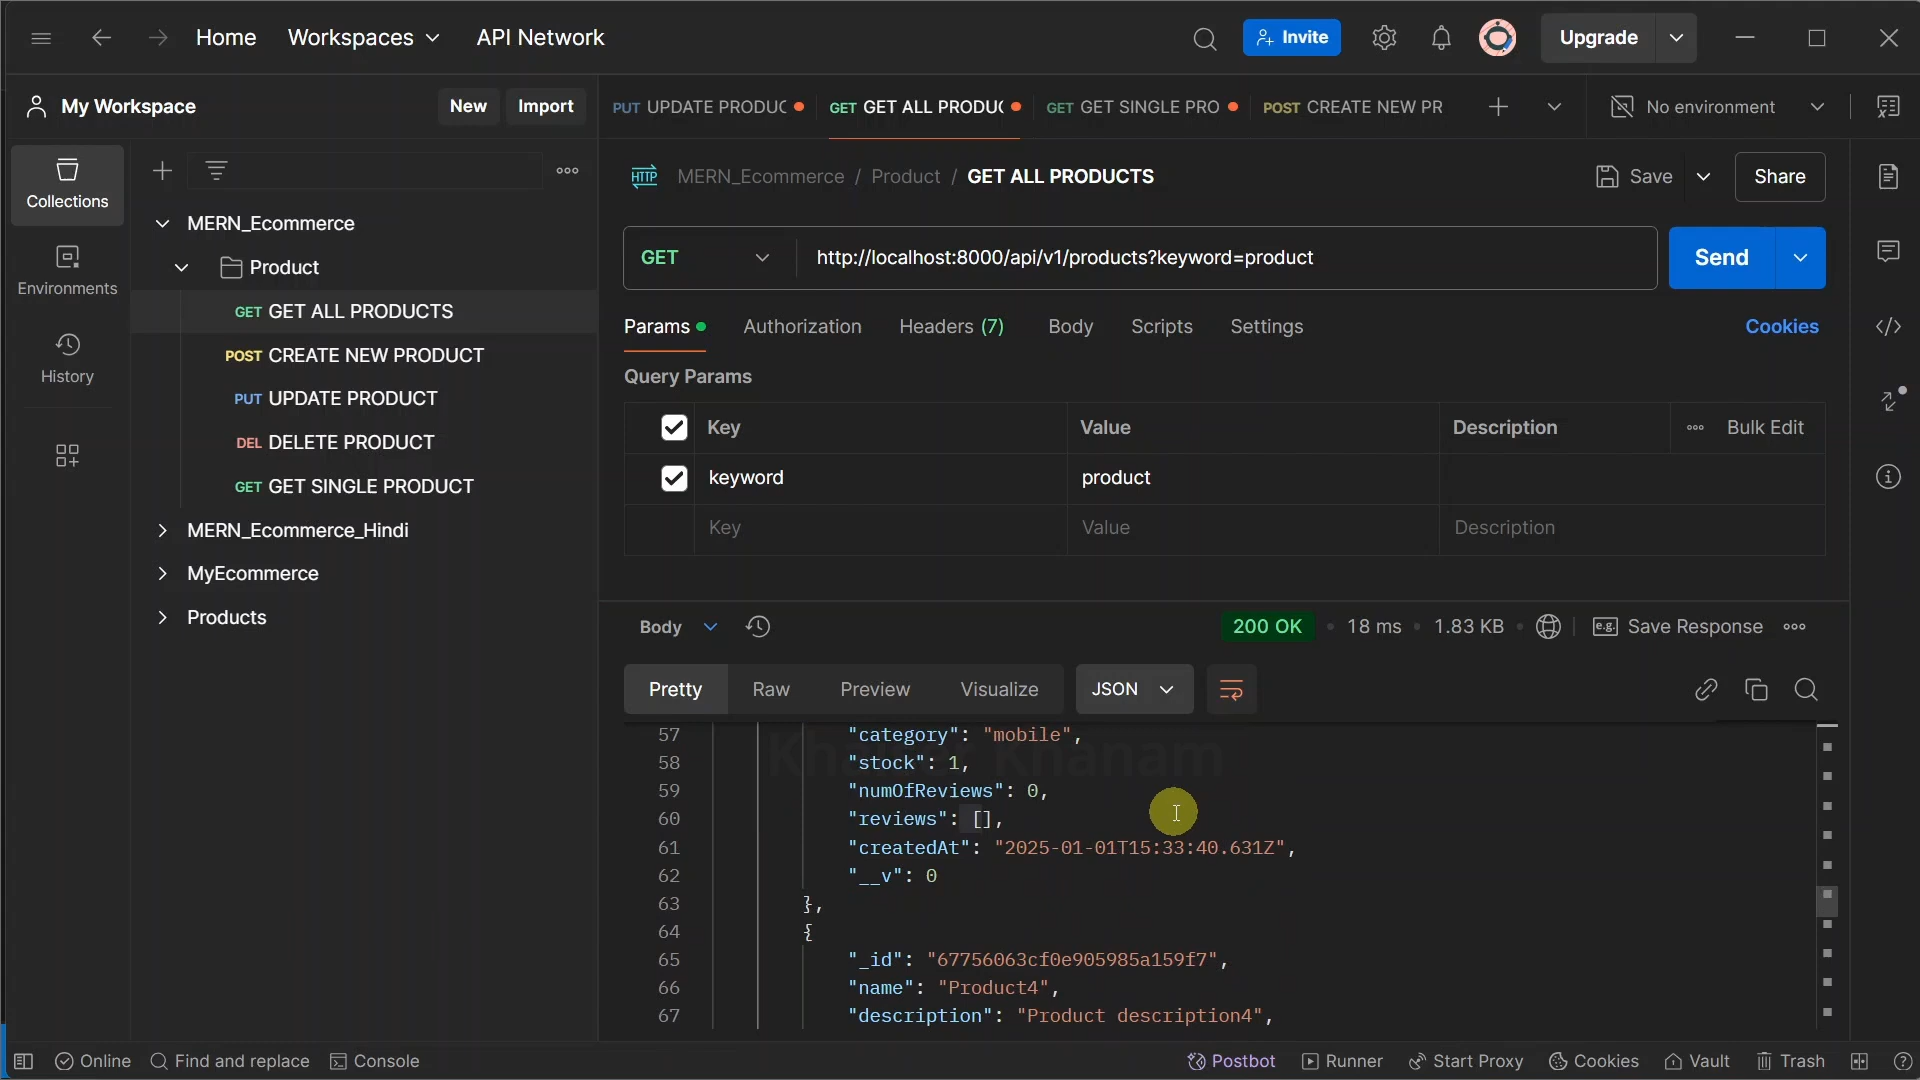 Home Workspaces API Network Invite Upgrade
My Workspace New Import PUT UPDATE PRODUC GET GET ALL PRODU GET GET SINGLE PRO POST CREATE NEW PR No environment
Collections
Environments
History
MERN_Ecommerce
Product
GET GET ALL PRODUCTS
POST CREATE NEW PRODUCT
PUT UPDATE PRODUCT
DEL DELETE PRODUCT
GET GET SINGLE PRODUCT
MERN_Ecommerce_Hindi
MyEcommerce
Products
HTTP MERN_Ecommerce / Product / GET ALL PRODUCTS Save Share
GET http://localhost:8000/api/v1/products?keyword=product Send
Params Authorization Headers (7) Body Scripts Settings Cookies
Query Params
Key Value Description Bulk Edit
keyword product
Key Value Description
Body 200 OK 18 ms 1.83 KB e.g. Save Response
Pretty Raw Preview Visualize JSON
57 "category": "mobile",
58 "stock": 1,
59 "numOfReviews": 0,
60 "reviews": [],
61 "createdAt": "2025-01-01T15:33:40.631Z",
62 "__v": 0
63 },
64 {
65 "_id": "67756063cf0e905985a159f7",
66 "name": "Product4",
67 "description": "Product description4",
Khaiser Khanam
Online Find and replace Console Postbot Runner Start Proxy Cookies Vault Trash